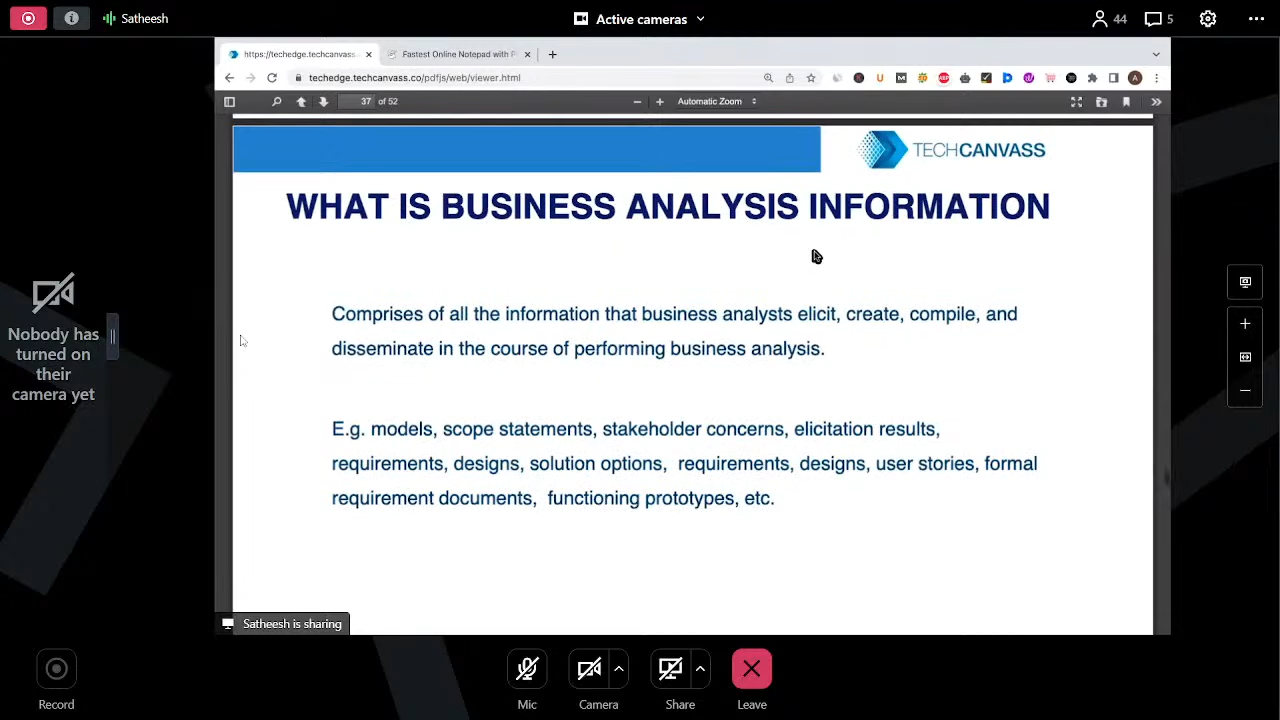 Satheesh
Active cameras
44
5
https://techedge.techcanvass
Fastest Online Notepad with P
techedge.techcanvass.co/pdfjs/web/viewer.html
A
37 of 52
Automatic Zoom
TECHCANVASS
WHAT IS BUSINESS ANALYSIS INFORMATION
Comprises of all the information that business analysts elicit, create, compile, and
disseminate in the course of performing business analysis.
E.g. models, scope statements, stakeholder concerns, elicitation results,
requirements, designs, solution options, requirements, designs, user stories, formal
requirement documents, functioning prototypes, etc.
Nobody has
turned on
their
camera yet
Satheesh is sharing
Record
Mic
Camera
Share
Leave